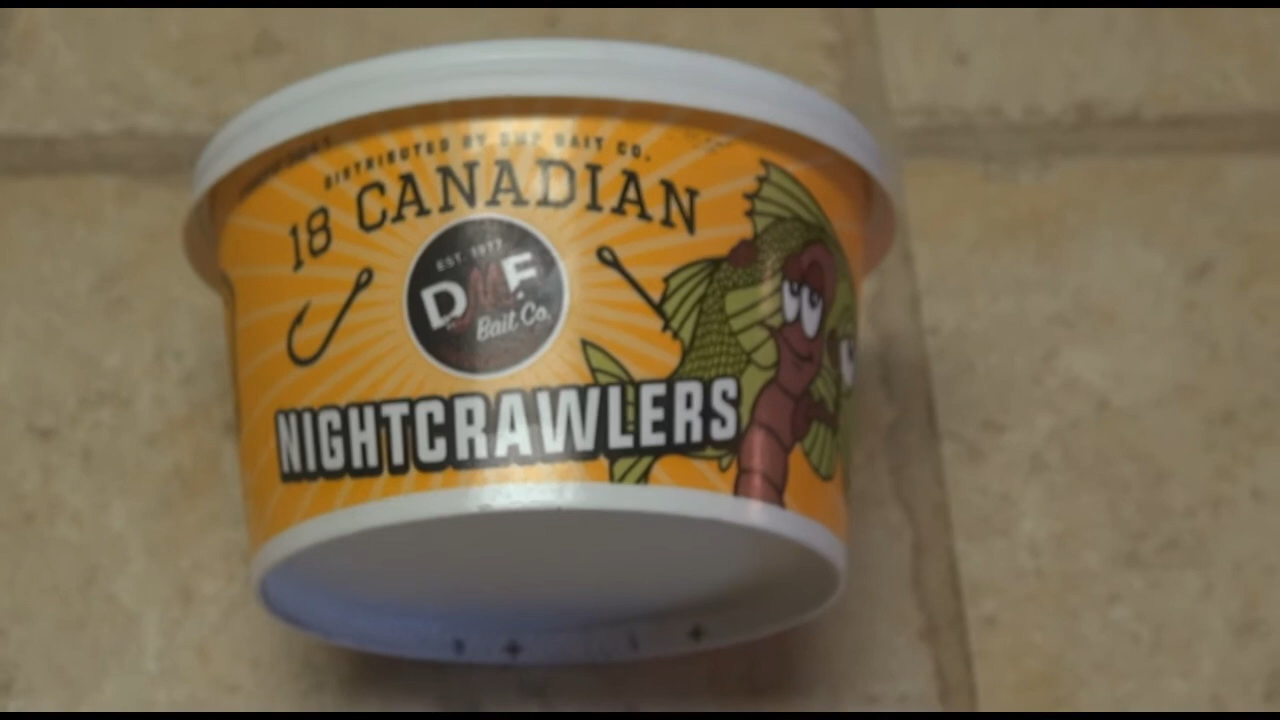 DISTRIBUTED BY DMF BAIT CO.
18 CANADIAN
EST. 1977
DMF
Bait Co.
NIGHTCRAWLERS